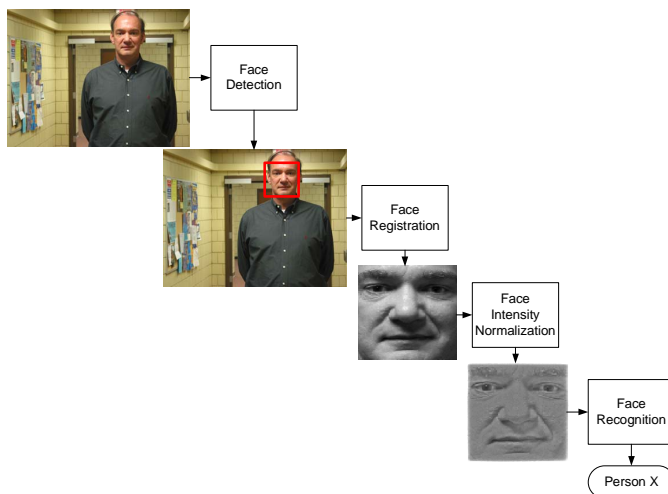 Face
Detection
Face
Registration
Face
Intensity
Normalization
Face
Recognition
Person X